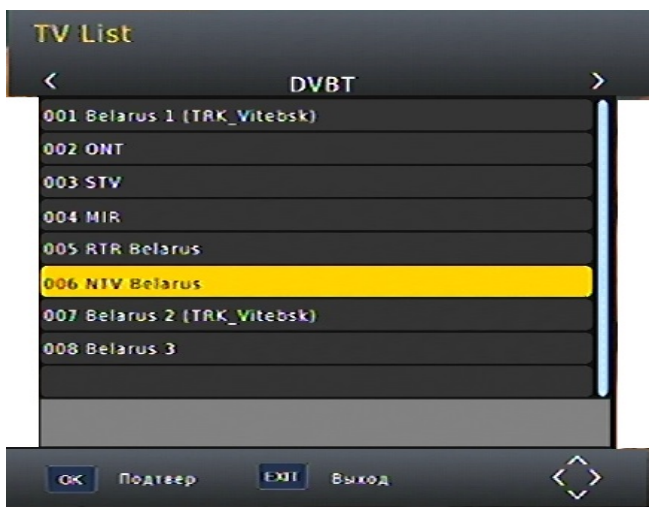 TV List
< DVBT >
001 Belarus 1 (TRK_Vitebsk)
002 ONT
003 STV
004 MIR
005 RTR Belarus
006 NTV Belarus
007 Belarus 2 (TRK_Vitebsk)
008 Belarus 3
OK Подтвер EXIT Выход